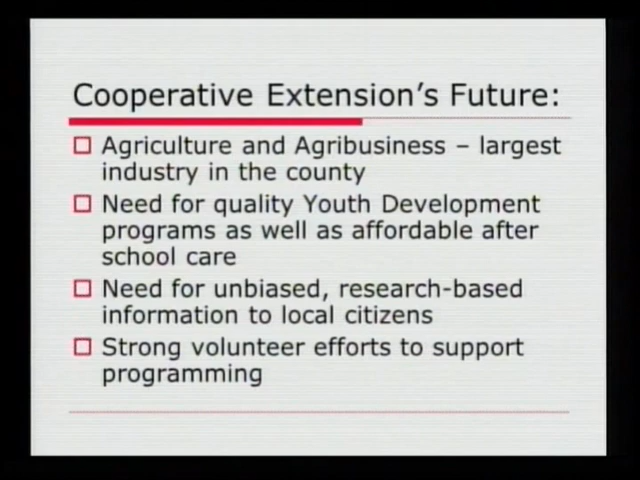 Cooperative Extension's Future:
Agriculture and Agribusiness – largest
industry in the county
Need for quality Youth Development
programs as well as affordable after
school care
Need for unbiased, research-based
information to local citizens
Strong volunteer efforts to support
programming